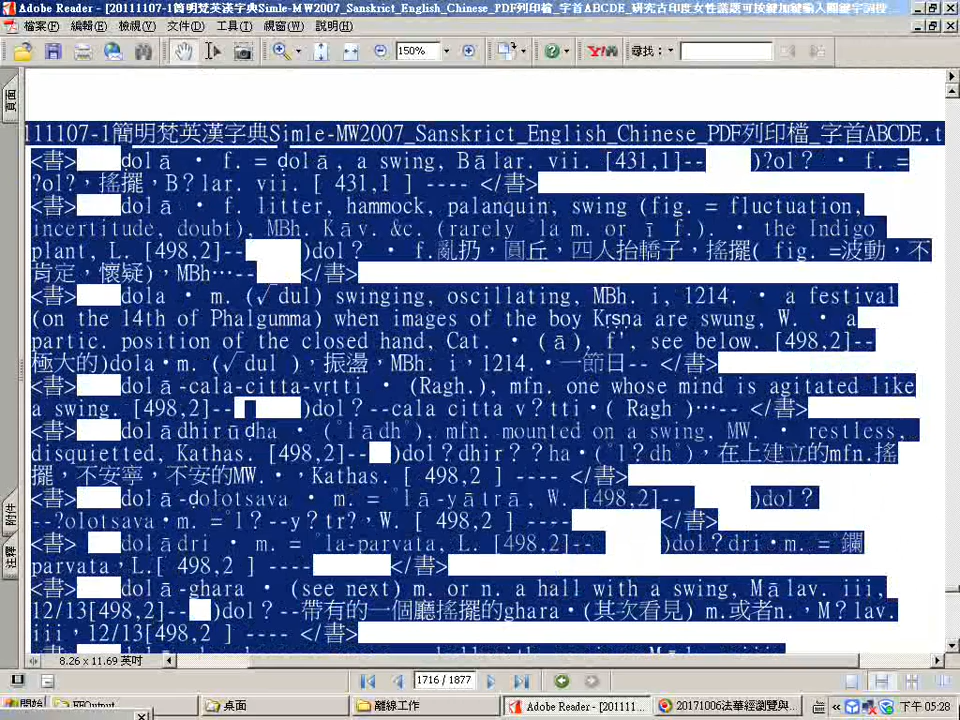 Adobe Reader - [20111107-1簡明梵英漢字典Simle-MW2007_Sanskrict_English_Chinese_PDF列印檔_字首ABCDE_研究古印度女性議題可按鍵加鍵輸入關鍵字詞搜
檔案(F) 編輯(E) 檢視(V) 文件(D) 工具(T) 視窗(W) 說明(H)
150% Y! 尋找:
頁面
111107-1簡明梵英漢字典Simle-MW2007_Sanskrict_English_Chinese_PDF列印檔_字首ABCDE.t
<書> ḍolā • f. = ḍolā, a swing, Bālar. vii. [431,1]-- )?ol? • f. =
?ol?,搖擺,B?lar. vii. [ 431,1 ] ---- </書>
<書> dolā • f. litter, hammock, palanquin, swing (fig. = fluctuation,
incertitude, doubt), MBh. Kāv. &c. (rarely la m. or ī f.). • the Indigo
plant, L. [498,2]-- )dol? • f.亂扔,圓丘,四人抬轎子,搖擺( fig. =波動,不
肯定,懷疑),MBh…-- </書>
<書> dola • m. (√dul) swinging, oscillating, MBh. i, 1214. • a festival
(on the 14th of Phalgumma) when images of the boy Kṛṣṇa are swung, W. • a
partic. position of the closed hand, Cat. • (ā), f', see below. [498,2]--
極大的)dola•m. (√dul ),振盪,MBh. i,1214.•一節日-- </書>
<書> dolā-cala-citta-vṛtti • (Ragh.), mfn. one whose mind is agitated like
a swing. [498,2]-- )dol？--cala citta v？tti•( Ragh )…-- </書>
<書> dolādhirūḍha • (°lādh°), mfn. mounted on a swing, MW. • restless,
disquietted, Kathas. [498,2]-- )dol？dhir？？ha•(°l？dh°),在上建立的mfn.搖
擺,不安寧,不安的MW.•,Kathas. [ 498,2 ] ---- </書>
<書> dolā-ḍolotsava • m. = °lā-yātrā, W. [498,2]-- )dol？
--?olotsava•m. =°l？--y？tr?,W. [ 498,2 ] ---- </書>
<書> dolādri • m. = °la-parvata, L. [498,2]-- )dol？dri•m. =°鑭
parvata,L.[ 498,2 ] ---- </書>
<書> dolā-ghara • (see next) m. or n. a hall with a swing, Mālav. iii,
12/13[498,2]-- )dol？--帶有的一個廳搖擺的ghara•(其次看見) m.或者n.,M？lav.
iii,12/13[498,2 ] ---- </書>
附件
注釋
8.26 x 11.69 英吋
1716 / 1877
開始 FFOutput 桌面 離線工作 Adobe Reader - [2011... 20171006法華經瀏覽與... 下午 05:28